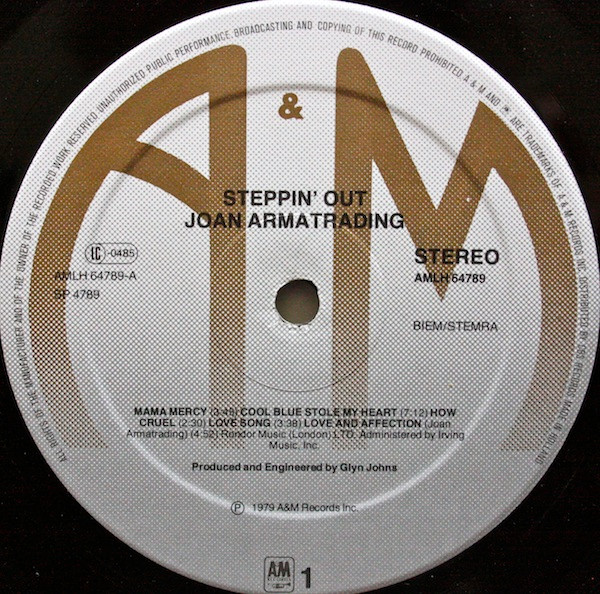 ALL RIGHTS OF THE MANUFACTURER AND OF THE OWNER OF THE RECORDED WORK RESERVED UNAUTHORIZED PUBLIC PERFORMANCE, BROADCASTING AND COPYING OF THIS RECORD PROHIBITED A & M AND ARE TRADEMARKS OF A & M RECORDS INC. DISTRIBUTED BY CBS RECORDS MADE IN HOLLAND
A & M
STEPPIN' OUT
JOAN ARMATRADING
IC -0485
AMLH 64789-A
SP 4789
STEREO
AMLH 64789
BIEM/STEMRA
MAMA MERCY (3:45) COOL BLUE STOLE MY HEART (7:12) HOW
CRUEL (2:30) LOVE SONG (3:38) LOVE AND AFFECTION (Joan
Armatrading) (4:52) Rondor Music (London) LTD. Administered by Irving
Music, Inc.
Produced and Engineered by Glyn Johns
Ⓟ 1979 A&M Records Inc.
A&M
RECORDS
1